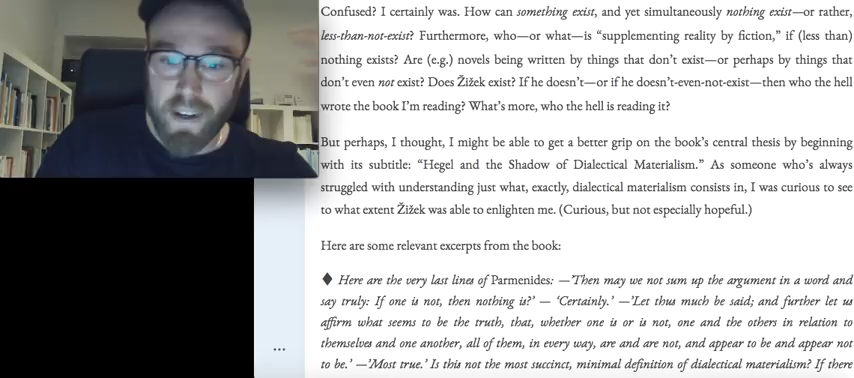 Confused? I certainly was. How can something exist, and yet simultaneously nothing exist—or rather,
less-than-not-exist? Furthermore, who—or what—is “supplementing reality by fiction,” if (less than)
nothing exists? Are (e.g.) novels being written by things that don’t exist—or perhaps by things that
don’t even not exist? Does Žižek exist? If he doesn’t—or if he doesn’t-even-not-exist—then who the hell
wrote the book I’m reading? What’s more, who the hell is reading it?
But perhaps, I thought, I might be able to get a better grip on the book’s central thesis by beginning
with its subtitle: “Hegel and the Shadow of Dialectical Materialism.” As someone who’s always
struggled with understanding just what, exactly, dialectical materialism consists in, I was curious to see
to what extent Žižek was able to enlighten me. (Curious, but not especially hopeful.)
Here are some relevant excerpts from the book:
♦ Here are the very last lines of Parmenides: —’Then may we not sum up the argument in a word and
say truly: If one is not, then nothing is?’ — ‘Certainly.’ —’Let thus much be said; and further let us
affirm what seems to be the truth, that, whether one is or is not, one and the others in relation to
themselves and one another, all of them, in every way, are and are not, and appear to be and appear not
to be.’ —’Most true.’ Is this not the most succinct, minimal definition of dialectical materialism? If there
...